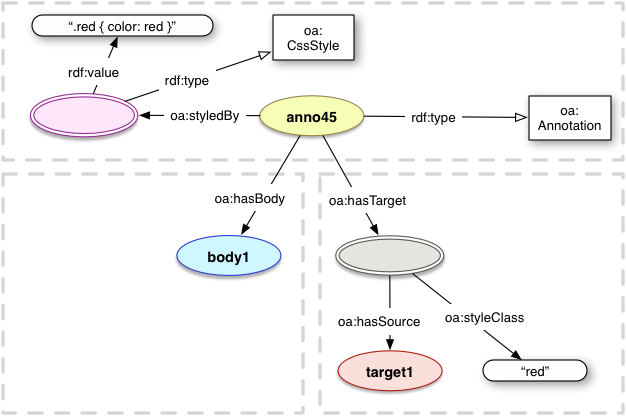 “.red { color: red }”
oa:
CssStyle
rdf:value
rdf:type
oa:styledBy
anno45
rdf:type
oa:
Annotation
oa:hasBody
oa:hasTarget
body1
oa:hasSource
oa:styleClass
target1
“red”